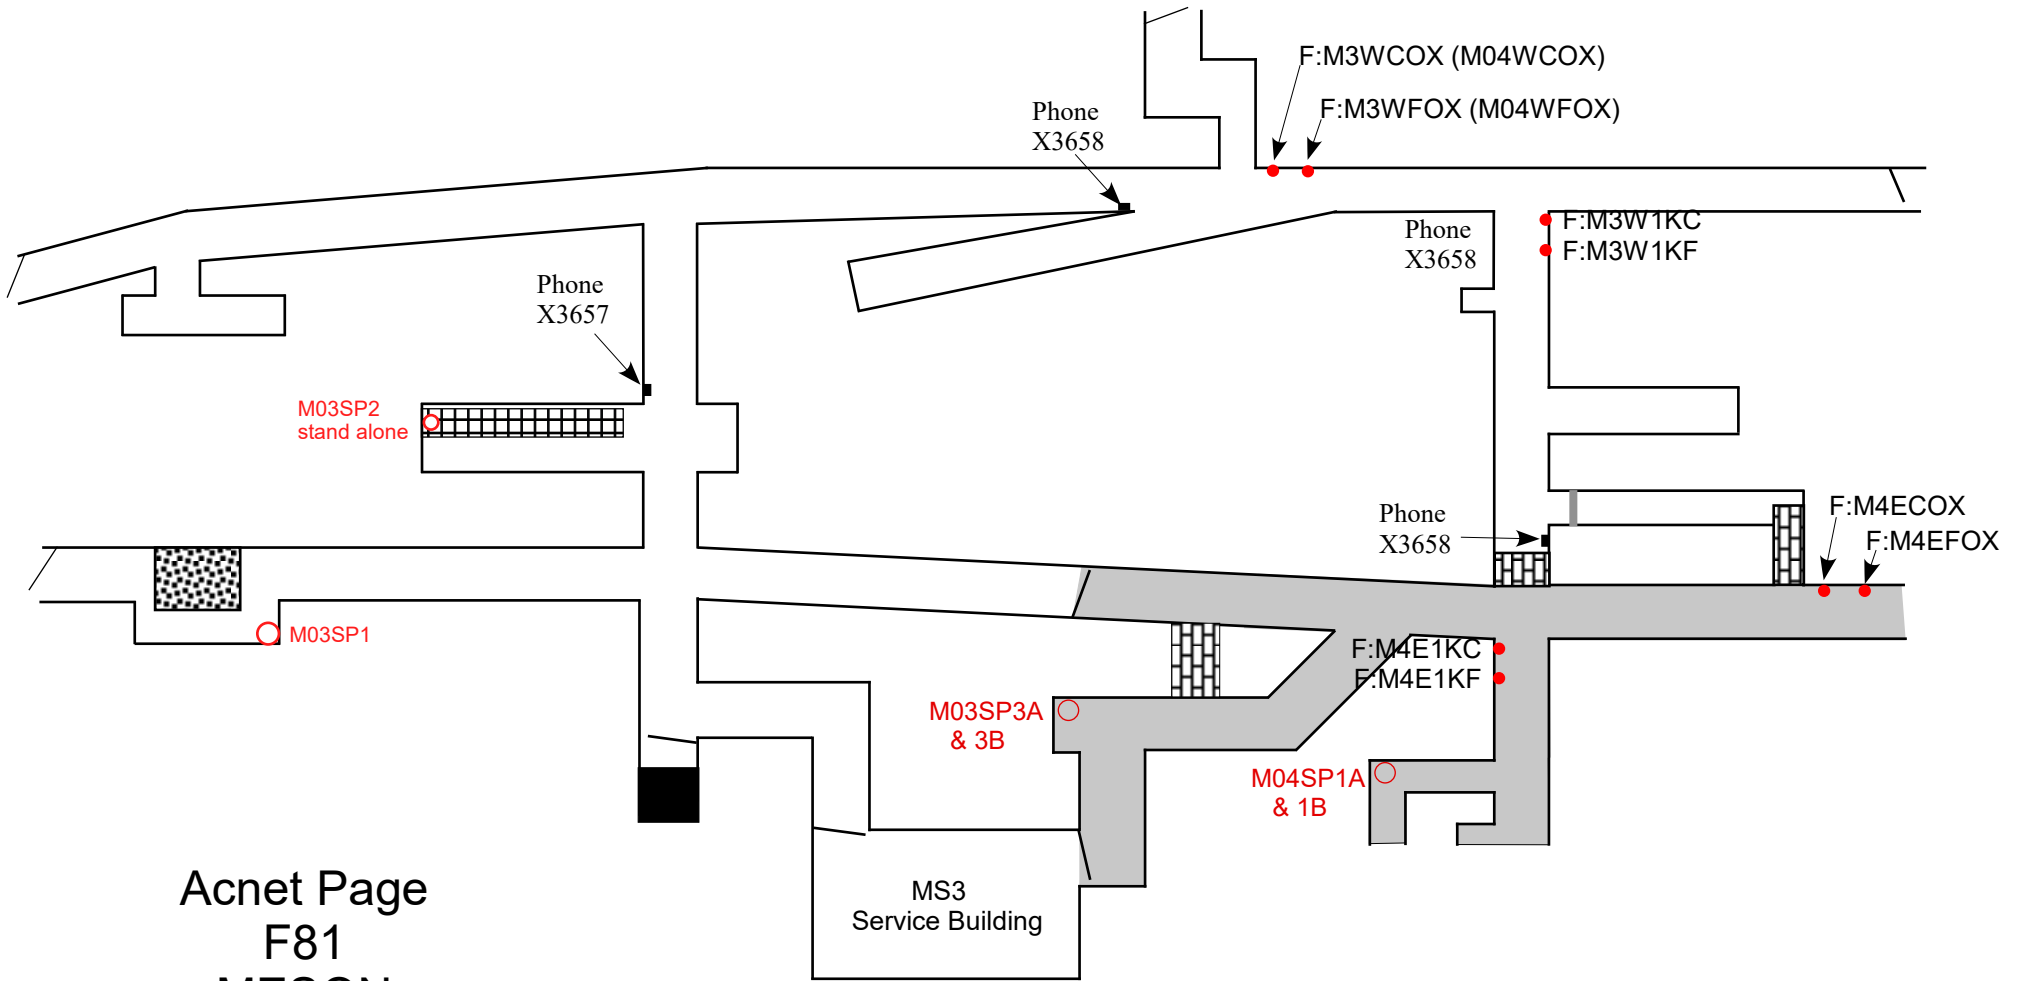 F:M3WCOX (M04WCOX)
F:M3WFOX (M04WFOX)
Phone
X3658
F:M3W1KC
F:M3W1KF
Phone
X3658
Phone
X3657
M03SP2
stand alone
F:M4ECOX
F:M4EFOX
Phone
X3658
M03SP1
F:M4E1KC
F:M4E1KF
M03SP3A
& 3B
M04SP1A
& 1B
MS3
Service Building
Acnet Page
F81
MESON